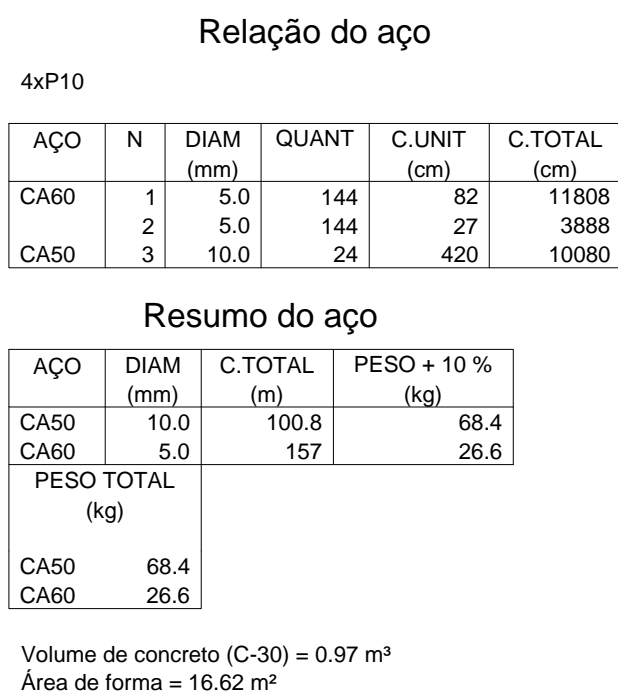 Relação do aço
4xP10
AÇO N DIAM QUANT C.UNIT C.TOTAL
(mm) (cm) (cm)
CA60 1 5.0 144 82 11808
2 5.0 144 27 3888
CA50 3 10.0 24 420 10080
Resumo do aço
AÇO DIAM C.TOTAL PESO + 10 %
(mm) (m) (kg)
CA50 10.0 100.8 68.4
CA60 5.0 157 26.6
PESO TOTAL
(kg)
CA50 68.4
CA60 26.6
Volume de concreto (C-30) = 0.97 m³
Área de forma = 16.62 m²